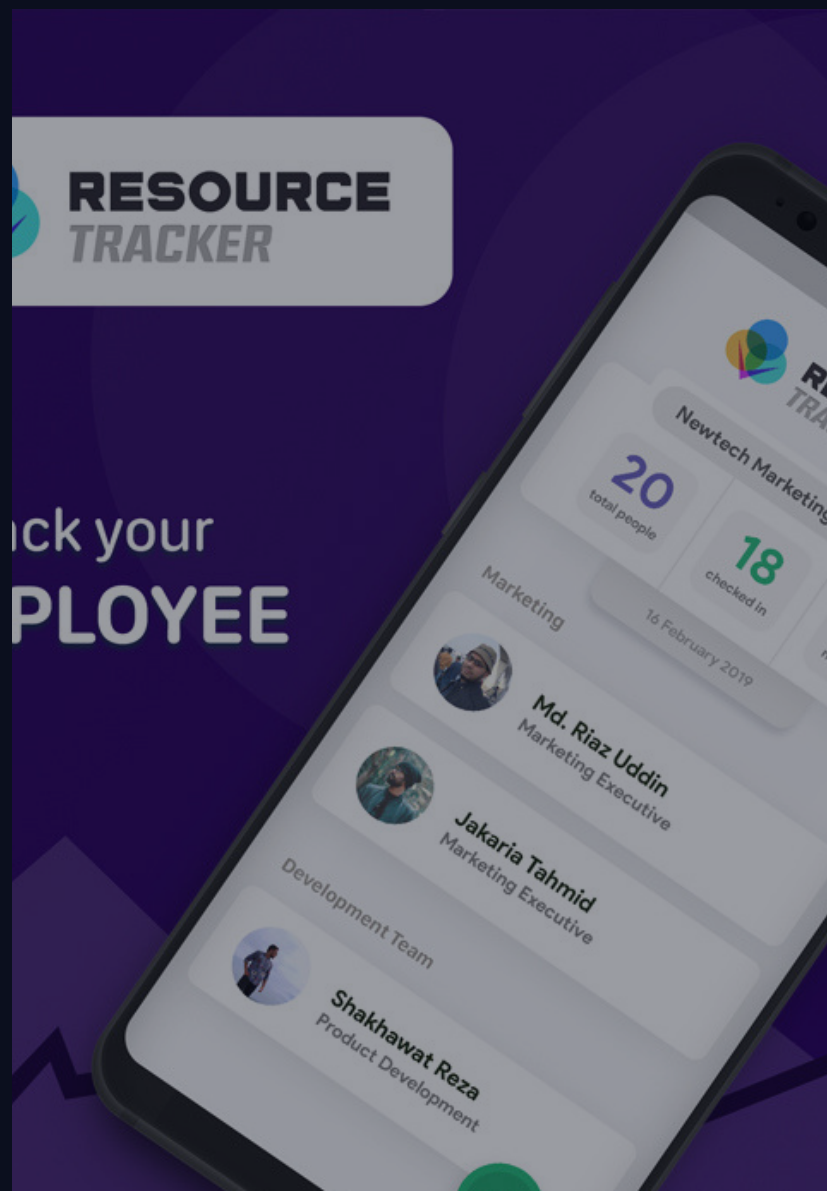 RESOURCE
TRACKER
ack your
PLOYEE
Newtech Marketing
20
total people
18
checked in
16 February 2019
Marketing
Md. Riaz Uddin
Marketing Executive
Jakaria Tahmid
Marketing Executive
Development Team
Shakhawat Reza
Product Development